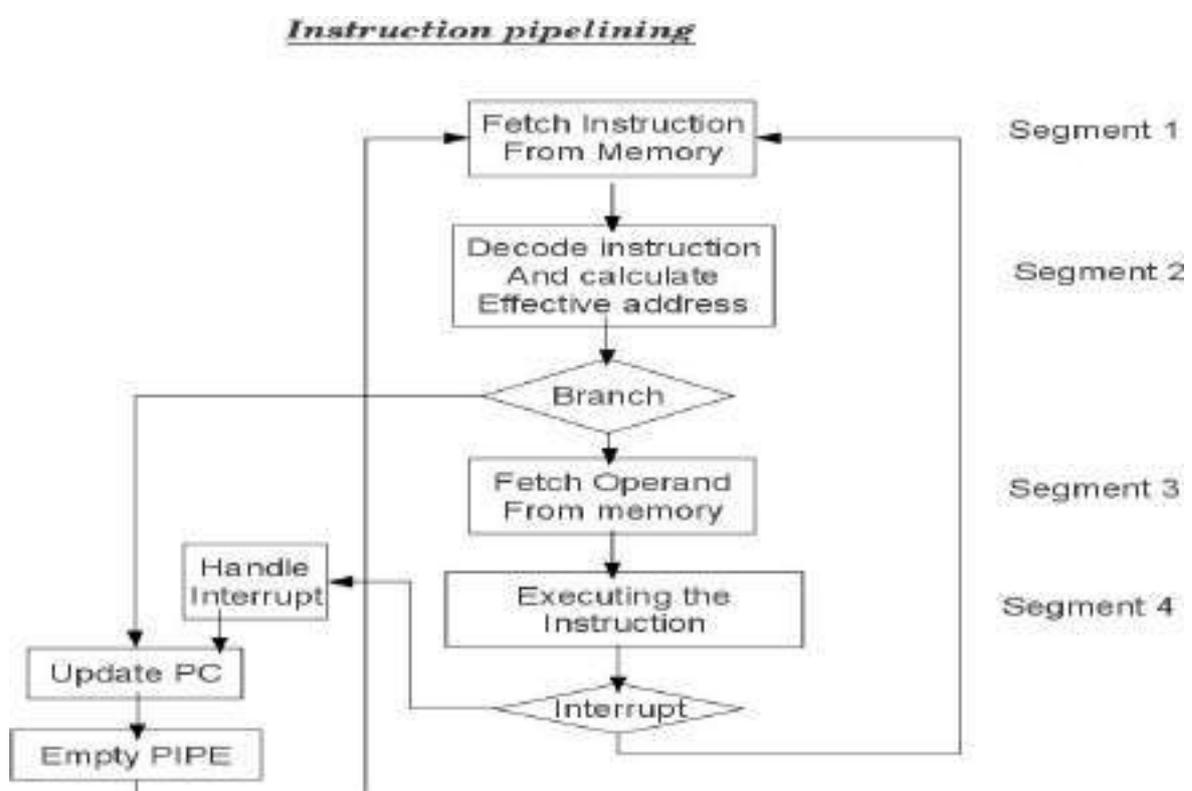 Instruction pipelining
Fetch Instruction
From Memory
Segment 1
Decode instruction
And calculate
Effective address
Segment 2
Branch
Fetch Operand
From memory
Segment 3
Handle
Interrupt
Executing the
Instruction
Segment 4
Update PC
Interrupt
Empty PIPE